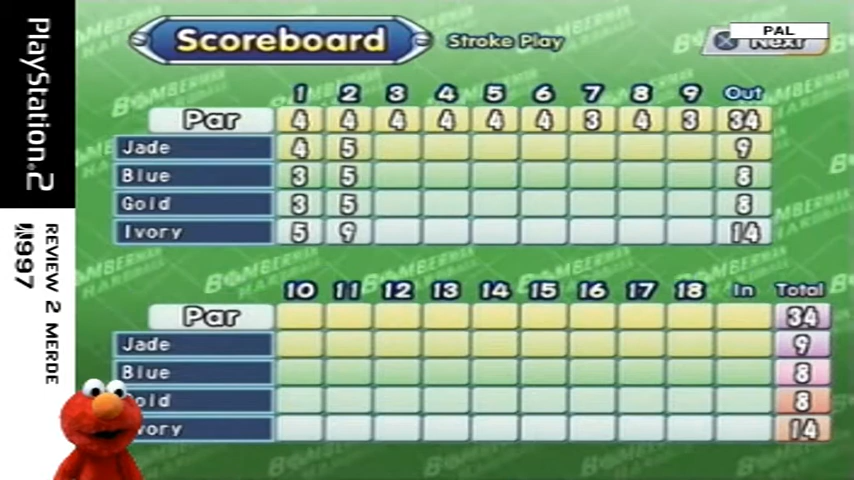 PlayStation.2
REVIEW 2 MERDE
Scoreboard Stroke Play
PAL
Next
1 2 3 4 5 6 7 8 9 Out
Par 4 4 4 4 4 4 3 4 3 34
Jade 4 5 9
Blue 3 5 8
Gold 3 5 8
Ivory 5 9 14
10 11 12 13 14 15 16 17 18 In Total
Par 34
Jade 9
Blue 8
old 8
vory 14
BOMBERMAN
HARDBALL